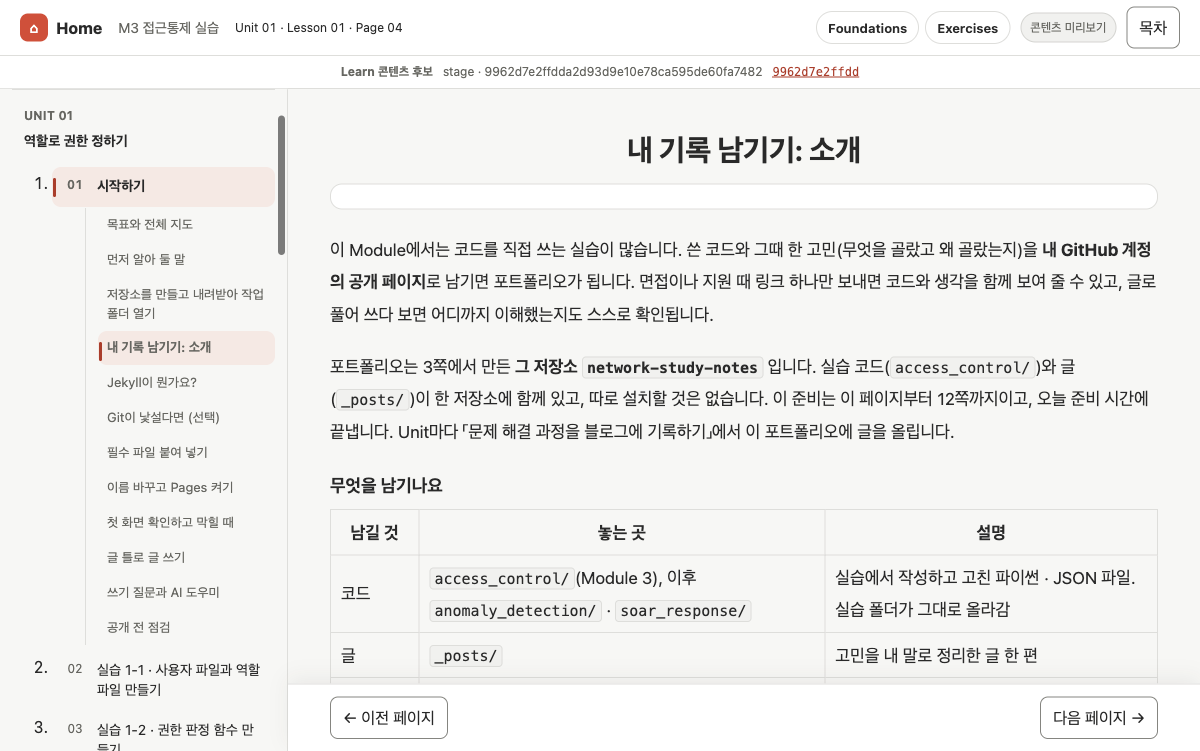 Home M3 접근통제 실습 Unit 01 · Lesson 01 · Page 04 Foundations Exercises 콘텐츠 미리보기 목차
Learn 콘텐츠 후보 stage · 9962d7e2ffdda2d93d9e10e78ca595de60fa7482 9962d7e2ffdd
UNIT 01
역할로 권한 정하기
1. 01 시작하기
목표와 전체 지도
먼저 알아 둘 말
저장소를 만들고 내려받아 작업
폴더 열기
내 기록 남기기: 소개
Jekyll이 뭔가요?
Git이 낯설다면 (선택)
필수 파일 붙여 넣기
이름 바꾸고 Pages 켜기
첫 화면 확인하고 막힐 때
글 틀로 글 쓰기
쓰기 질문과 AI 도우미
공개 전 점검
2. 02 실습 1-1 · 사용자 파일과 역할
파일 만들기
3. 03 실습 1-2 · 권한 판정 함수 만
들기
내 기록 남기기: 소개
이 Module에서는 코드를 직접 쓰는 실습이 많습니다. 쓴 코드와 그때 한 고민(무엇을 골랐고 왜 골랐는지)을 내 GitHub 계정
의 공개 페이지로 남기면 포트폴리오가 됩니다. 면접이나 지원 때 링크 하나만 보내면 코드와 생각을 함께 보여 줄 수 있고, 글로
풀어 쓰다 보면 어디까지 이해했는지도 스스로 확인됩니다.
포트폴리오는 3쪽에서 만든 그 저장소 network-study-notes 입니다. 실습 코드(access_control/)와 글
(_posts/)이 한 저장소에 함께 있고, 따로 설치할 것은 없습니다. 이 준비는 이 페이지부터 12쪽까지이고, 오늘 준비 시간에
끝냅니다. Unit마다 「문제 해결 과정을 블로그에 기록하기」에서 이 포트폴리오에 글을 올립니다.
무엇을 남기나요
남길 것 놓는 곳 설명
코드 access_control/(Module 3), 이후 실습에서 작성하고 고친 파이썬 · JSON 파일.
anomaly_detection/ · soar_response/ 실습 폴더가 그대로 올라감
글 _posts/ 고민을 내 말로 정리한 글 한 편
← 이전 페이지 다음 페이지 →